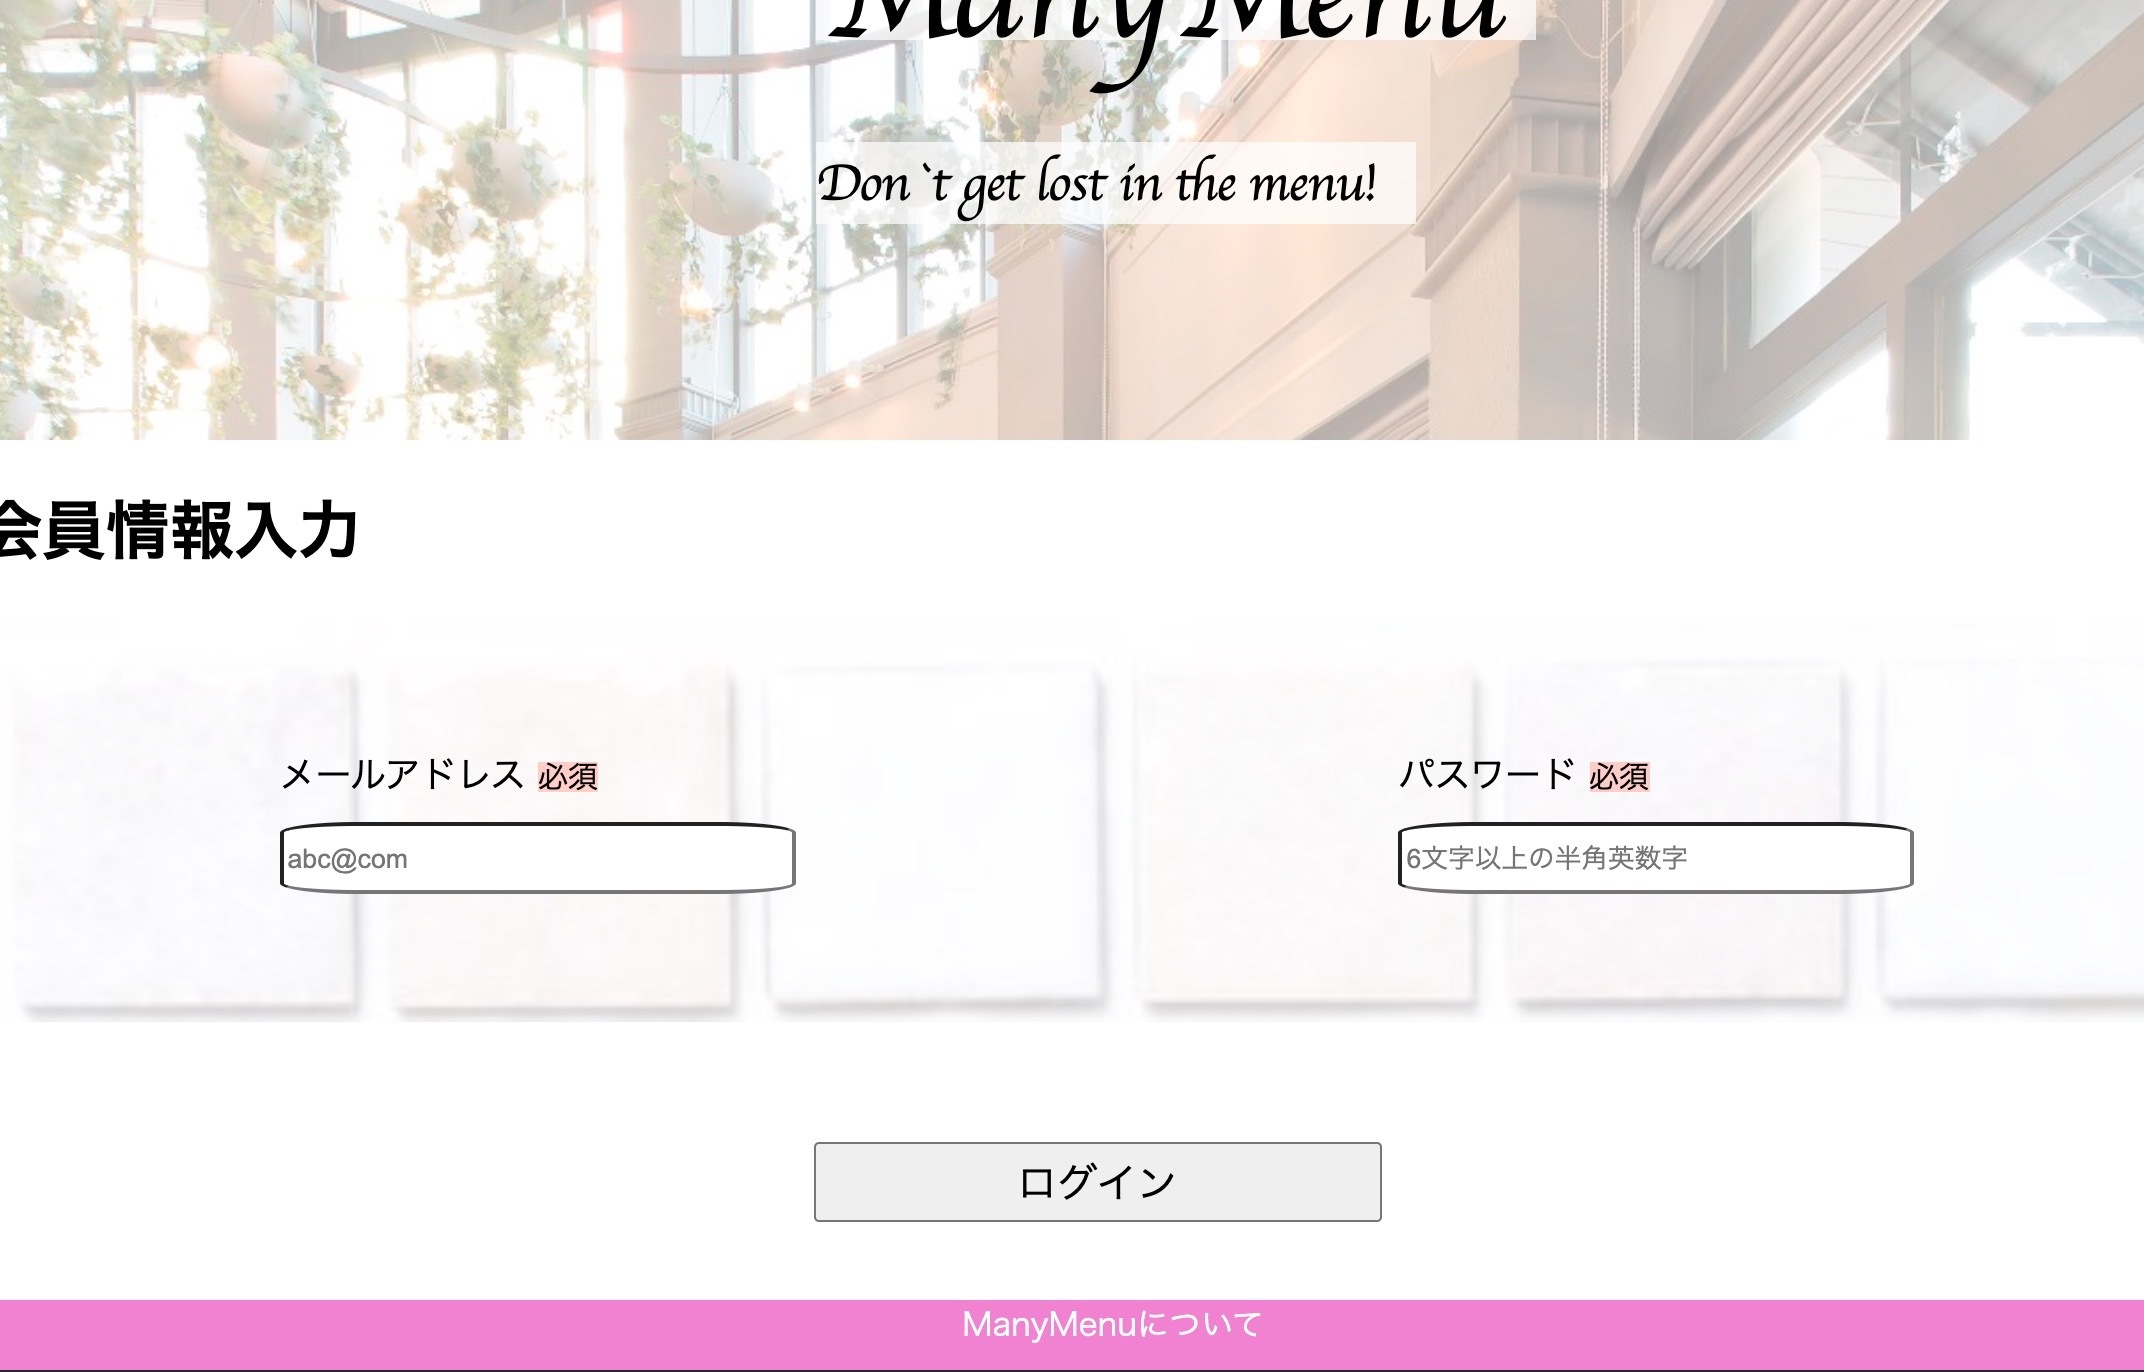 ManyMenu
Don`t get lost in the menu!
会員情報入力
メールアドレス 必須
abc@com
パスワード 必須
6文字以上の半角英数字
ログイン
ManyMenuについて